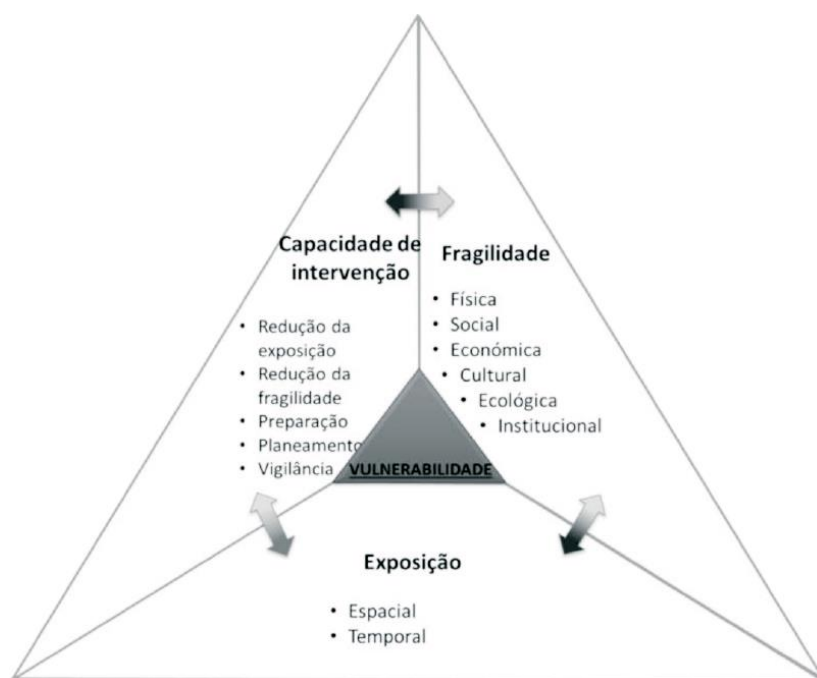 Capacidade de
intervenção
• Redução da
exposição
• Redução da
fragilidade
• Preparação
• Planeamento
• Vigilância
Fragilidade
• Física
• Social
• Económica
• Cultural
• Ecológica
• Institucional
VULNERABILIDADE
Exposição
• Espacial
• Temporal